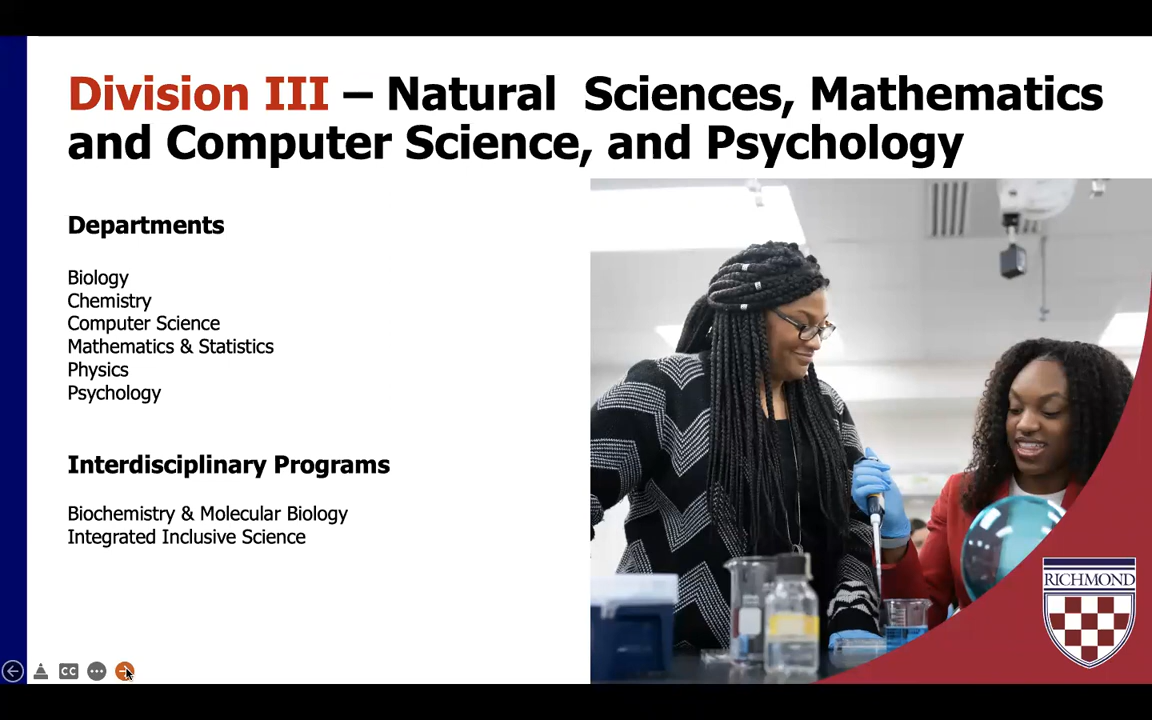 Division III – Natural Sciences, Mathematics
and Computer Science, and Psychology
Departments
Biology
Chemistry
Computer Science
Mathematics & Statistics
Physics
Psychology
Interdisciplinary Programs
Biochemistry & Molecular Biology
Integrated Inclusive Science
RICHMOND
CC